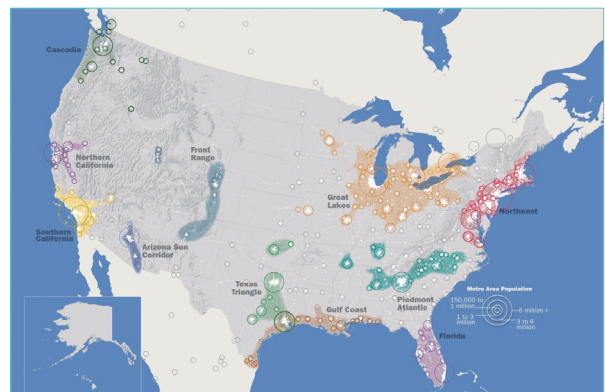 Cascadia
Northern
California
Front
Range
Great
Lakes
Northeast
Southern
California
Arizona Sun
Corridor
Texas
Triangle
Gulf Coast
Piedmont
Atlantic
Florida
Metro Area Population
150,000 to
1 million
6 million +
1 to 3
million
3 to 6
million